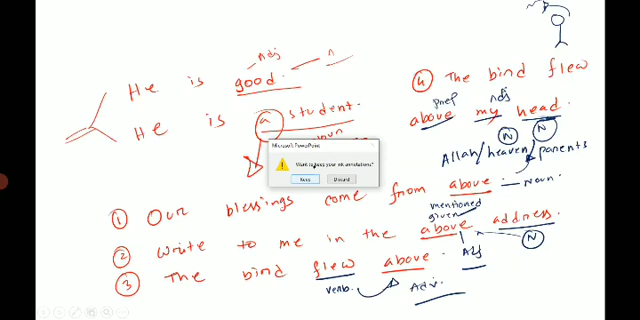 Adj
n
He is good.
He is a student.
noun
④ The bird flew
prep Adj
above my head.
N N
Allah/heaven parents
Microsoft PowerPoint
Want to keep your ink annotations?
Keep Discard
① Our blessings come from above — Noun
mentioned
given
② Write to me in the above address.
N
③ The bird flew above. Adj
verb. Adv.